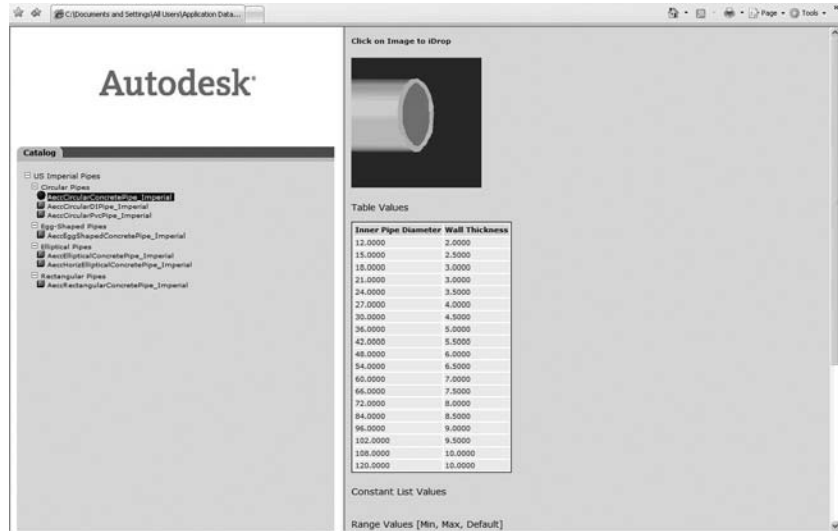 C:\Documents and Settings\All Users\Application Data...
Page
Tools
Autodesk
Catalog
US Imperial Pipes
Circular Pipes
AeccCircularConcretePipe_Imperial
AeccCircularDIPipe_Imperial
AeccCircularPvcPipe_Imperial
Egg-Shaped Pipes
AeccEggShapedConcretePipe_Imperial
Elliptical Pipes
AeccEllipticalConcretePipe_Imperial
AeccHorizEllipticalConcretePipe_Imperial
Rectangular Pipes
AeccRectangularConcretePipe_Imperial
Click on Image to iDrop
Table Values
Inner Pipe Diameter Wall Thickness
12.0000 2.0000
15.0000 2.5000
18.0000 3.0000
21.0000 3.0000
24.0000 3.5000
27.0000 4.0000
30.0000 4.5000
36.0000 5.0000
42.0000 5.5000
48.0000 6.0000
54.0000 6.5000
60.0000 7.0000
66.0000 7.5000
72.0000 8.0000
84.0000 8.5000
96.0000 9.0000
102.0000 9.5000
108.0000 10.0000
120.0000 10.0000
Constant List Values
Range Values [Min, Max, Default]